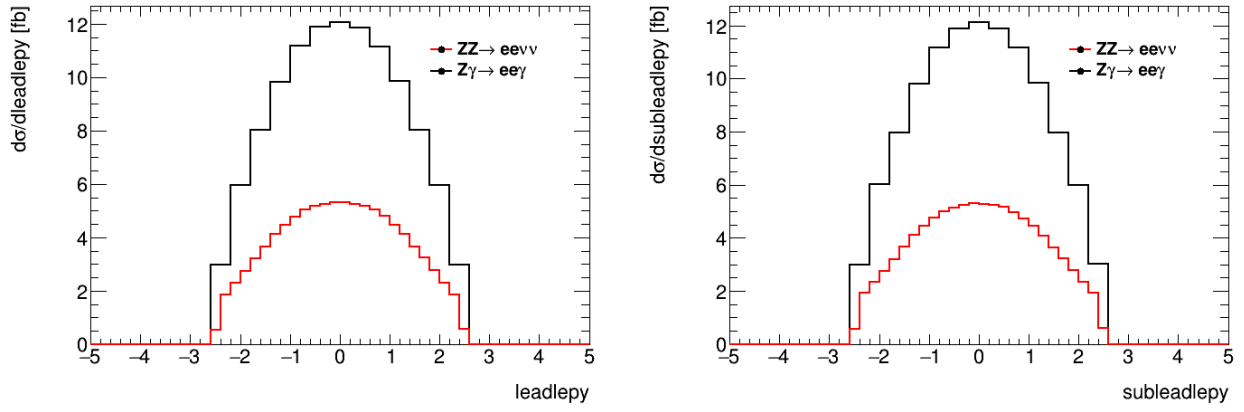 dσ/dleadlepy [fb]
12
10
8
6
4
2
0
ZZ→ eeνν
Zγ→ eeγ
−5 −4 −3 −2 −1 0 1 2 3 4 5
leadlepy
dσ/dsubleadlepy [fb]
12
10
8
6
4
2
0
ZZ→ eeνν
Zγ→ eeγ
−5 −4 −3 −2 −1 0 1 2 3 4 5
subleadlepy